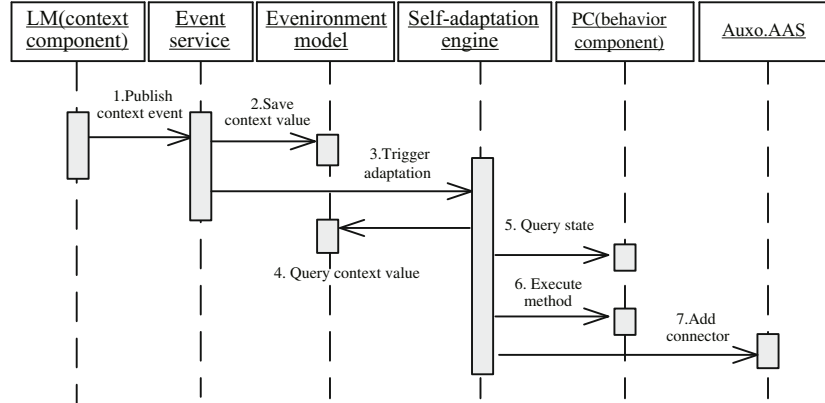 LM(context
component)
Event
service
Evenironment
model
Self-adaptation
engine
PC(behavior
component)
Auxo.AAS
1.Publish
context event
2.Save
context value
3.Trigger
adaptation
4. Query context value
5. Query state
6. Execute
method
7.Add
connector